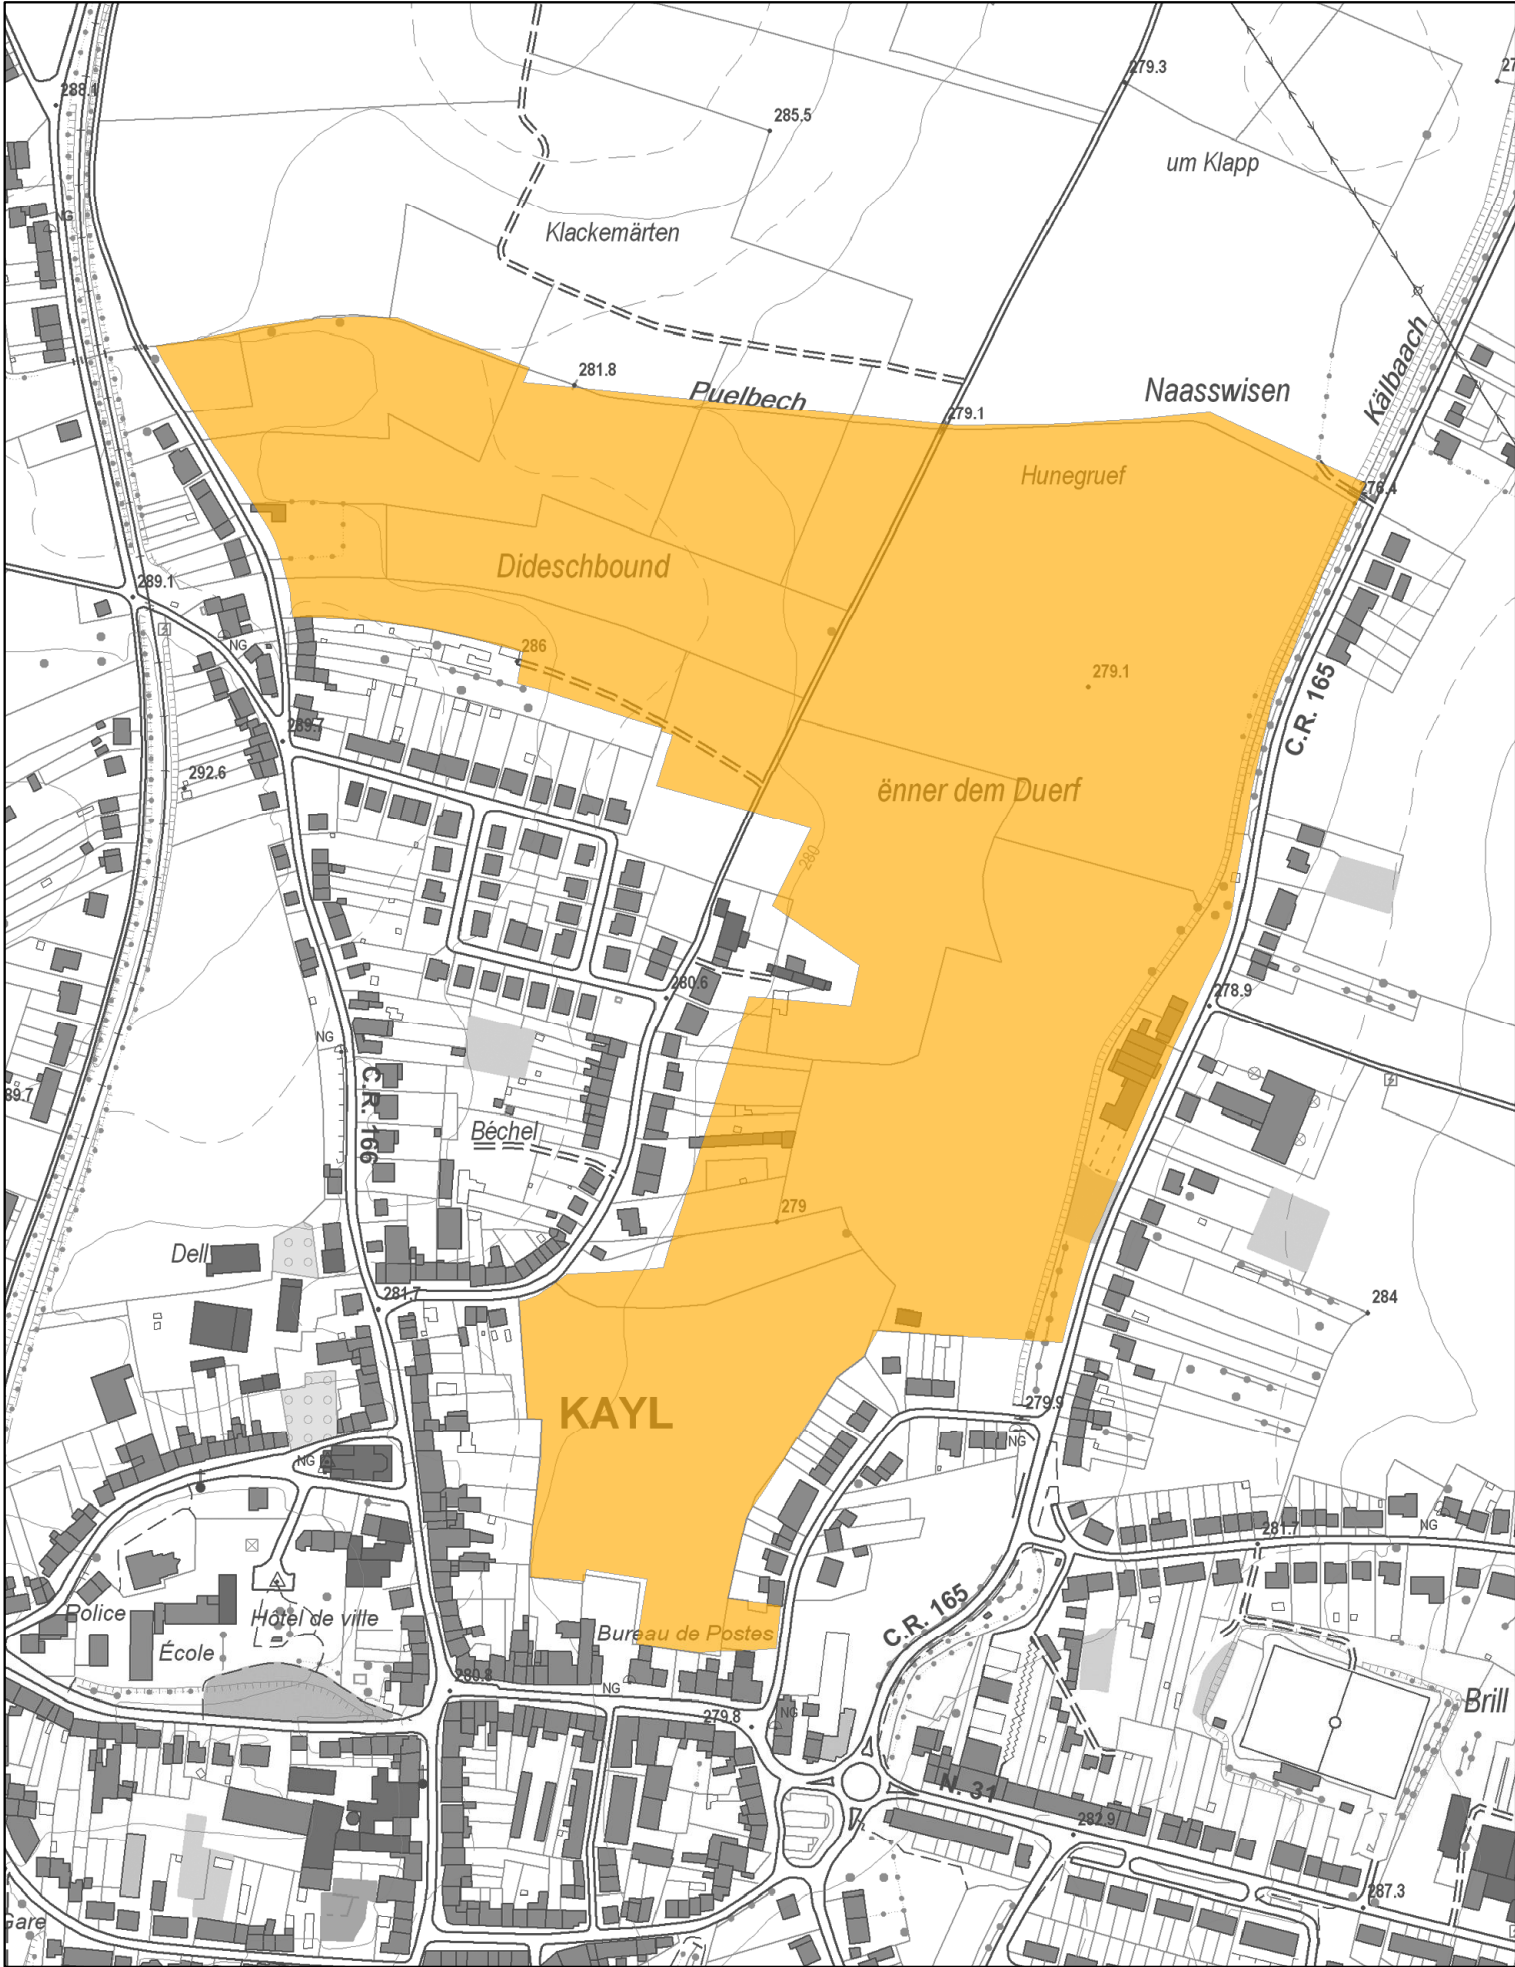 279.3
27
288.1
285.5
um Klapp
NG
Klackemärten
Kälbaach
281.8
Puelbech
Naasswisen
279.1
Hunegruef
276.4
Dideschbound
289.1
NG
286
279.1
C.R. 165
289.7
292.6
ënner dem Duerf
280
280.6
278.9
NG
C.R. 166
89.7
Béchel
279
Dell
281.7
284
KAYL
279.9
NG
NG
281.7
NG
C.R. 165
Police
Hôtel de ville
École
Bureau de Postes
280.8
NG
279.8
NG
Brill
N. 31
282.9
287.3
Gare